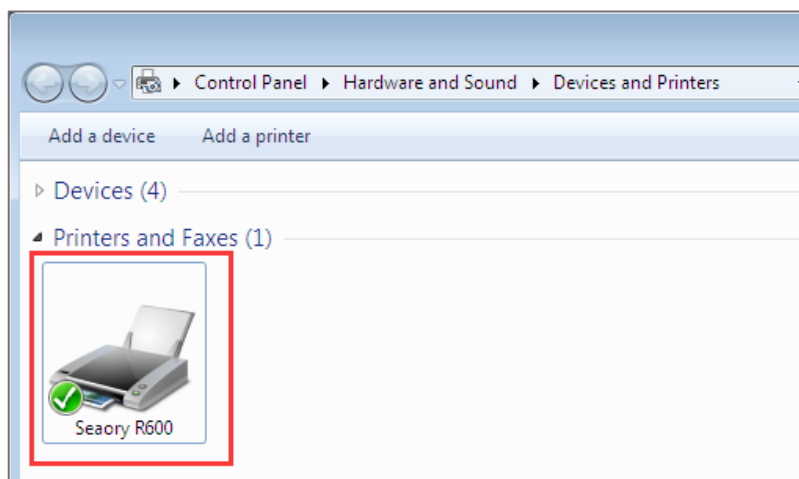 Control Panel ▸ Hardware and Sound ▸ Devices and Printers
Add a device Add a printer
Devices (4)
Printers and Faxes (1)
Seaory R600